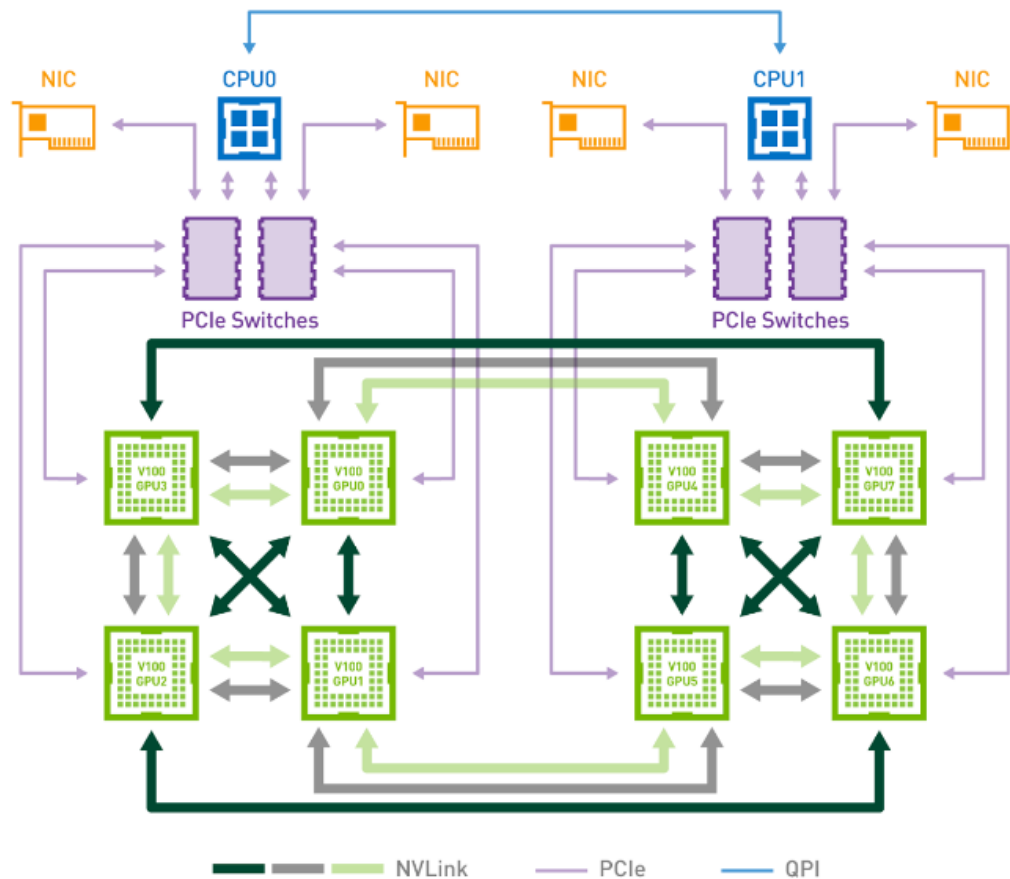 NIC
CPU0
NIC
NIC
CPU1
NIC
PCIe Switches
PCIe Switches
V100
GPU3
V100
GPU0
V100
GPU4
V100
GPU7
V100
GPU2
V100
GPU1
V100
GPU5
V100
GPU6
NVLink
PCIe
QPI